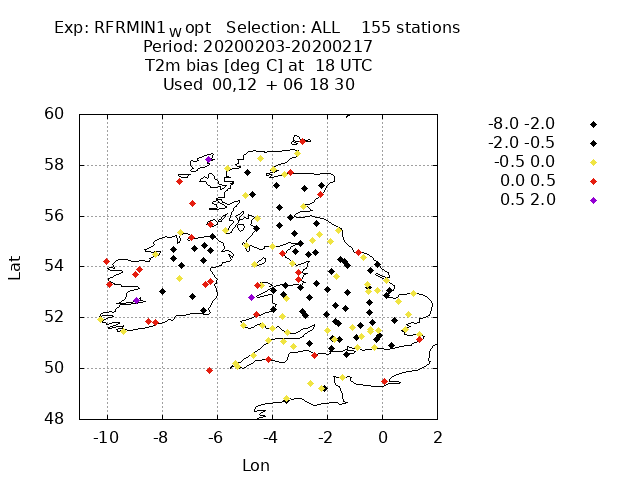 Exp: RFRMIN1 W opt Selection: ALL 155 stations
Period: 20200203-20200217
T2m bias [deg C] at 18 UTC
Used 00,12 + 06 18 30
60
58
56
54
52
50
48
-10 -8 -6 -4 -2 0 2
Lat
Lon
-8.0 -2.0
-2.0 -0.5
-0.5 0.0
0.0 0.5
0.5 2.0